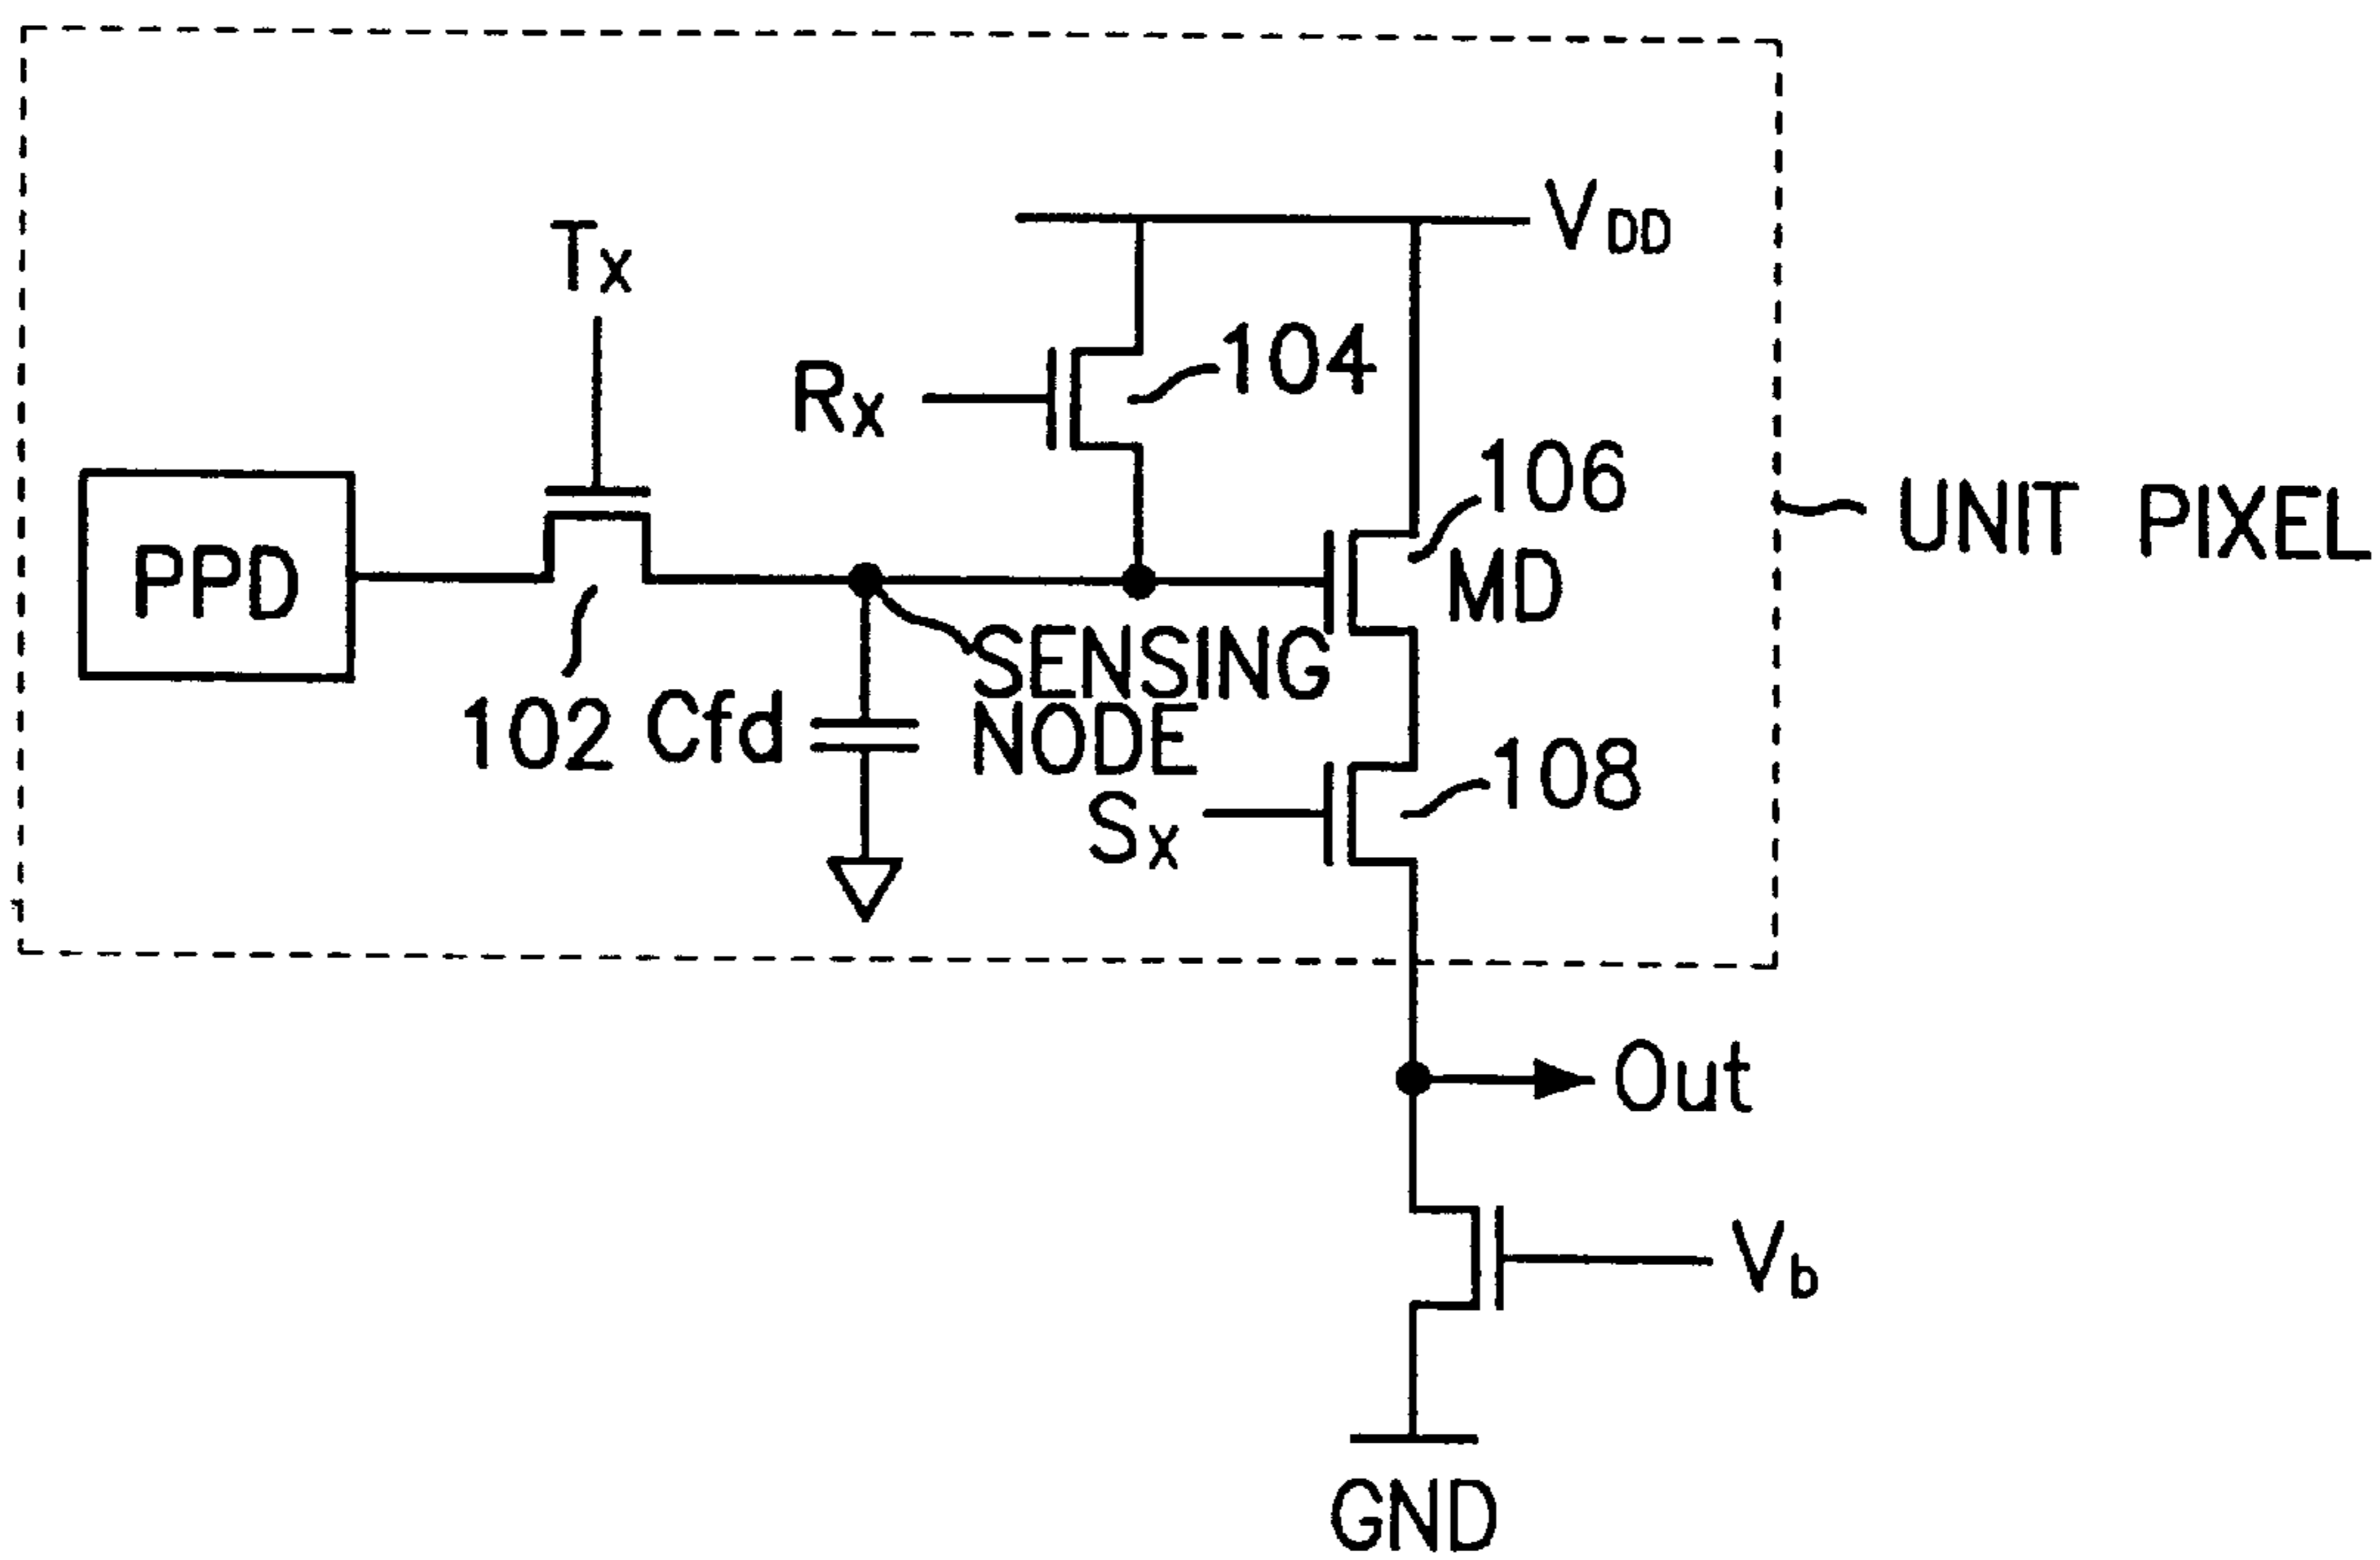 VDD
Tx
104
Rx
106
UNIT PIXEL
PPD
MD
SENSING
NODE
102
Cfd
108
Sx
Out
Vb
GND